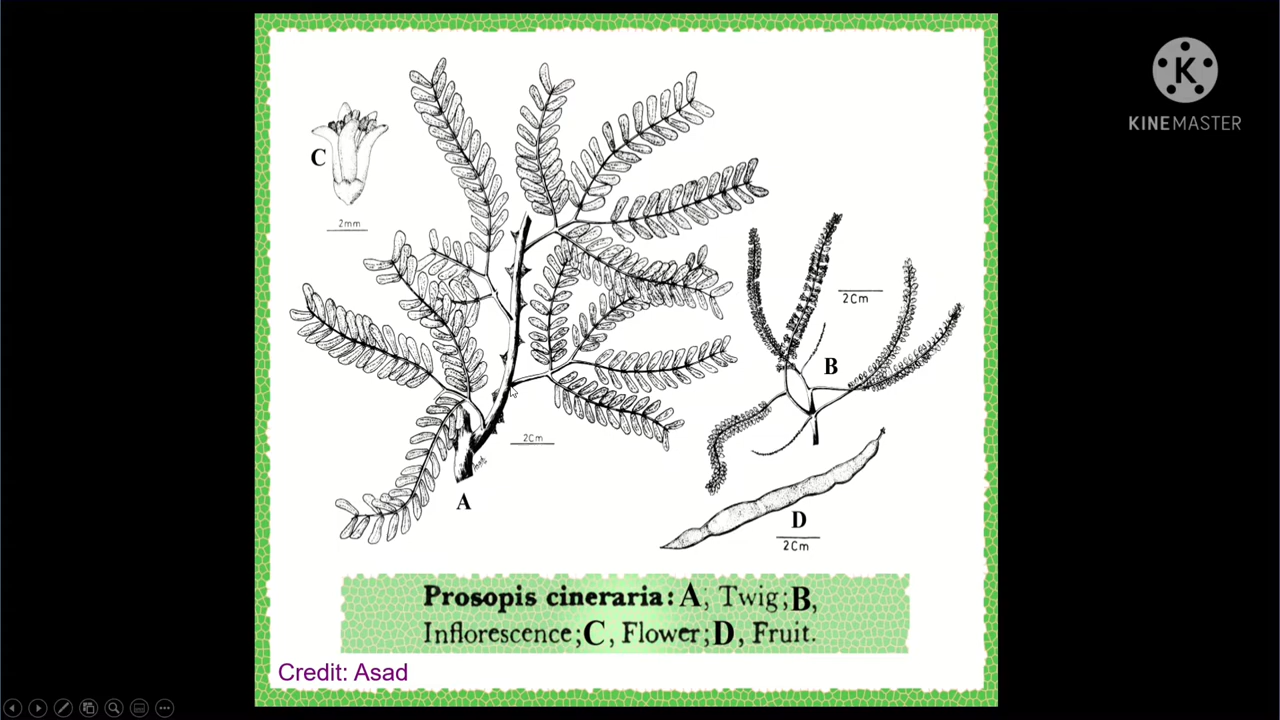 K
KINEMASTER
C
2mm
2Cm
B
2Cm
A
D
2Cm
Prosopis cineraria: A, Twig; B,
Inflorescence; C, Flower; D, Fruit.
Credit: Asad